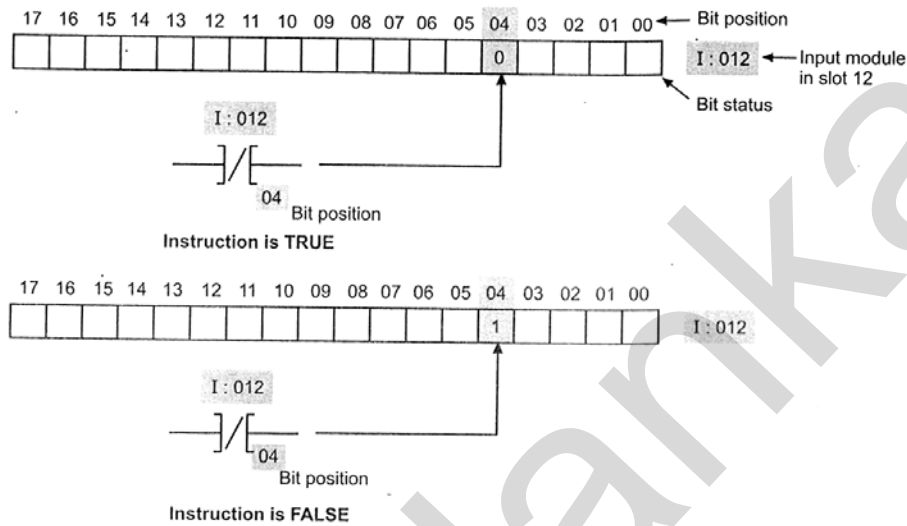 17 16 15 14 13 12 11 10 09 08 07 06 05 04 03 02 01 00 Bit position
0 I : 012 Input module
in slot 12
Bit status
I : 012
04
Bit position
Instruction is TRUE
17 16 15 14 13 12 11 10 09 08 07 06 05 04 03 02 01 00
1 I : 012
I : 012
04
Bit position
Instruction is FALSE